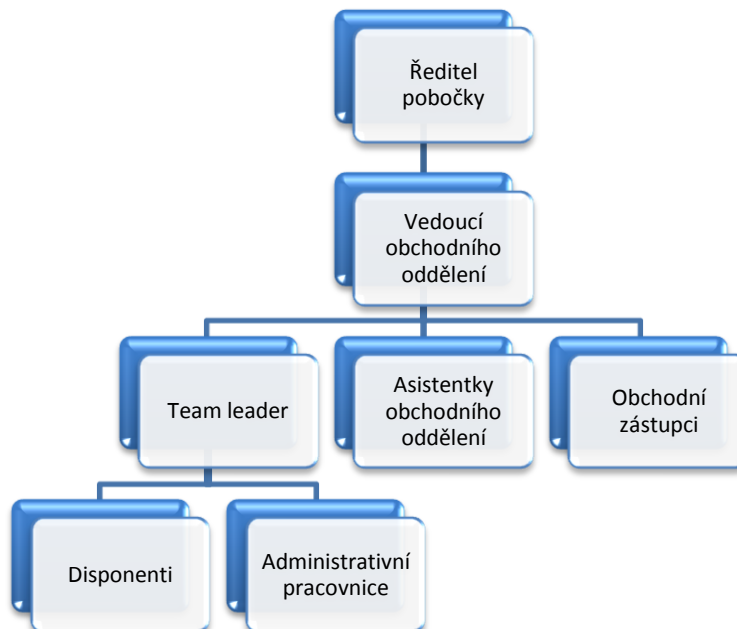 Ředitel
pobočky
Vedoucí
obchodního
oddělení
Team leader
Asistentky
obchodního
oddělení
Obchodní
zástupci
Disponenti
Administrativní
pracovnice